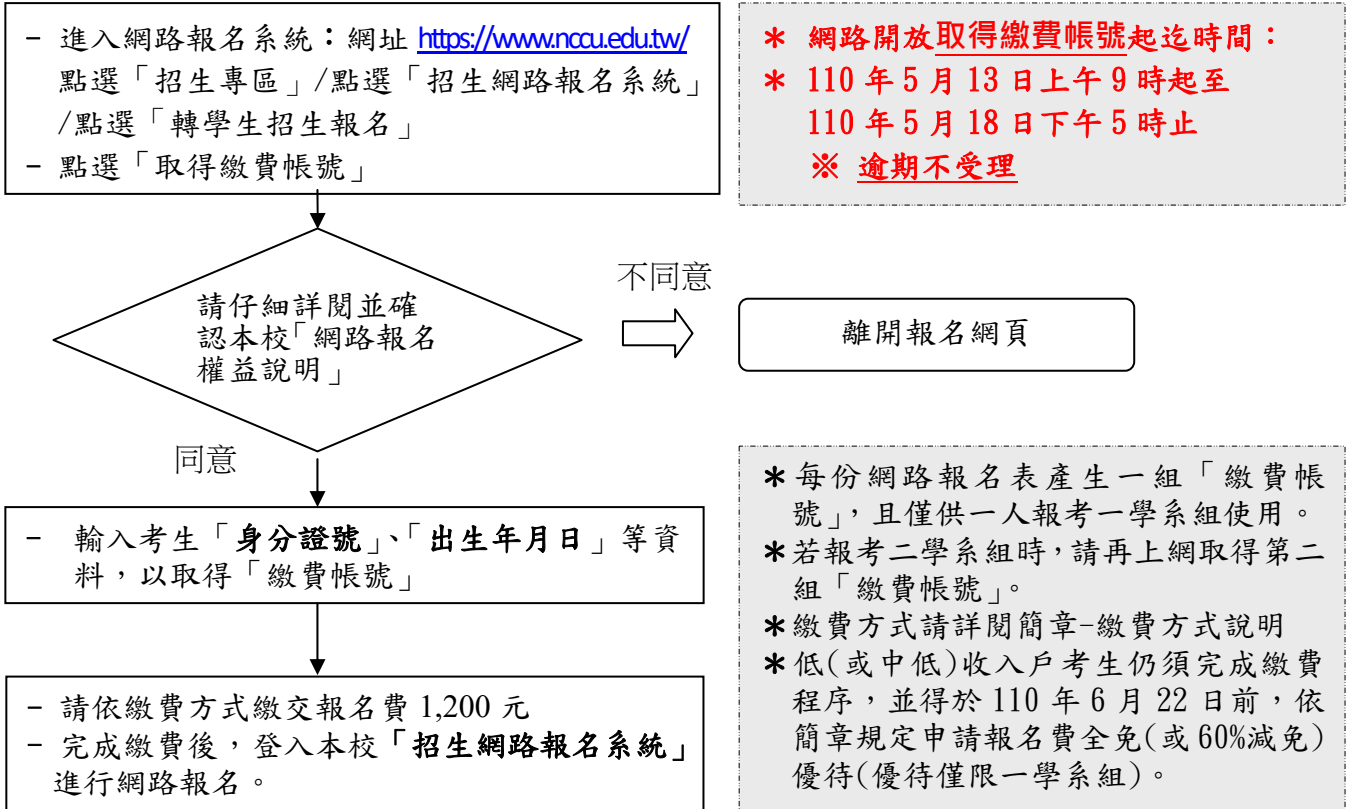 - 進入網路報名系統：網址 https://www.nccu.edu.tw/
點選「招生專區」/點選「招生網路報名系統」
/點選「轉學生招生報名」
- 點選「取得繳費帳號」
* 網路開放取得繳費帳號起迄時間：
* 110 年 5 月 13 日上午 9 時起至
110 年 5 月 18 日下午 5 時止
※ 逾期不受理
請仔細詳閱並確
認本校「網路報名
權益說明」
不同意
離開報名網頁
同意
- 輸入考生「身分證號」、「出生年月日」等資
料，以取得「繳費帳號」
- 請依繳費方式繳交報名費 1,200 元
- 完成繳費後，登入本校「招生網路報名系統」
進行網路報名。
*每份網路報名表產生一組「繳費帳
號」，且僅供一人報考一學系組使用。
*若報考二學系組時，請再上網取得第二
組「繳費帳號」。
*繳費方式請詳閱簡章-繳費方式說明
*低(或中低)收入戶考生仍須完成繳費
程序，並得於 110 年 6 月 22 日前，依
簡章規定申請報名費全免(或 60%減免)
優待(優待僅限一學系組)。